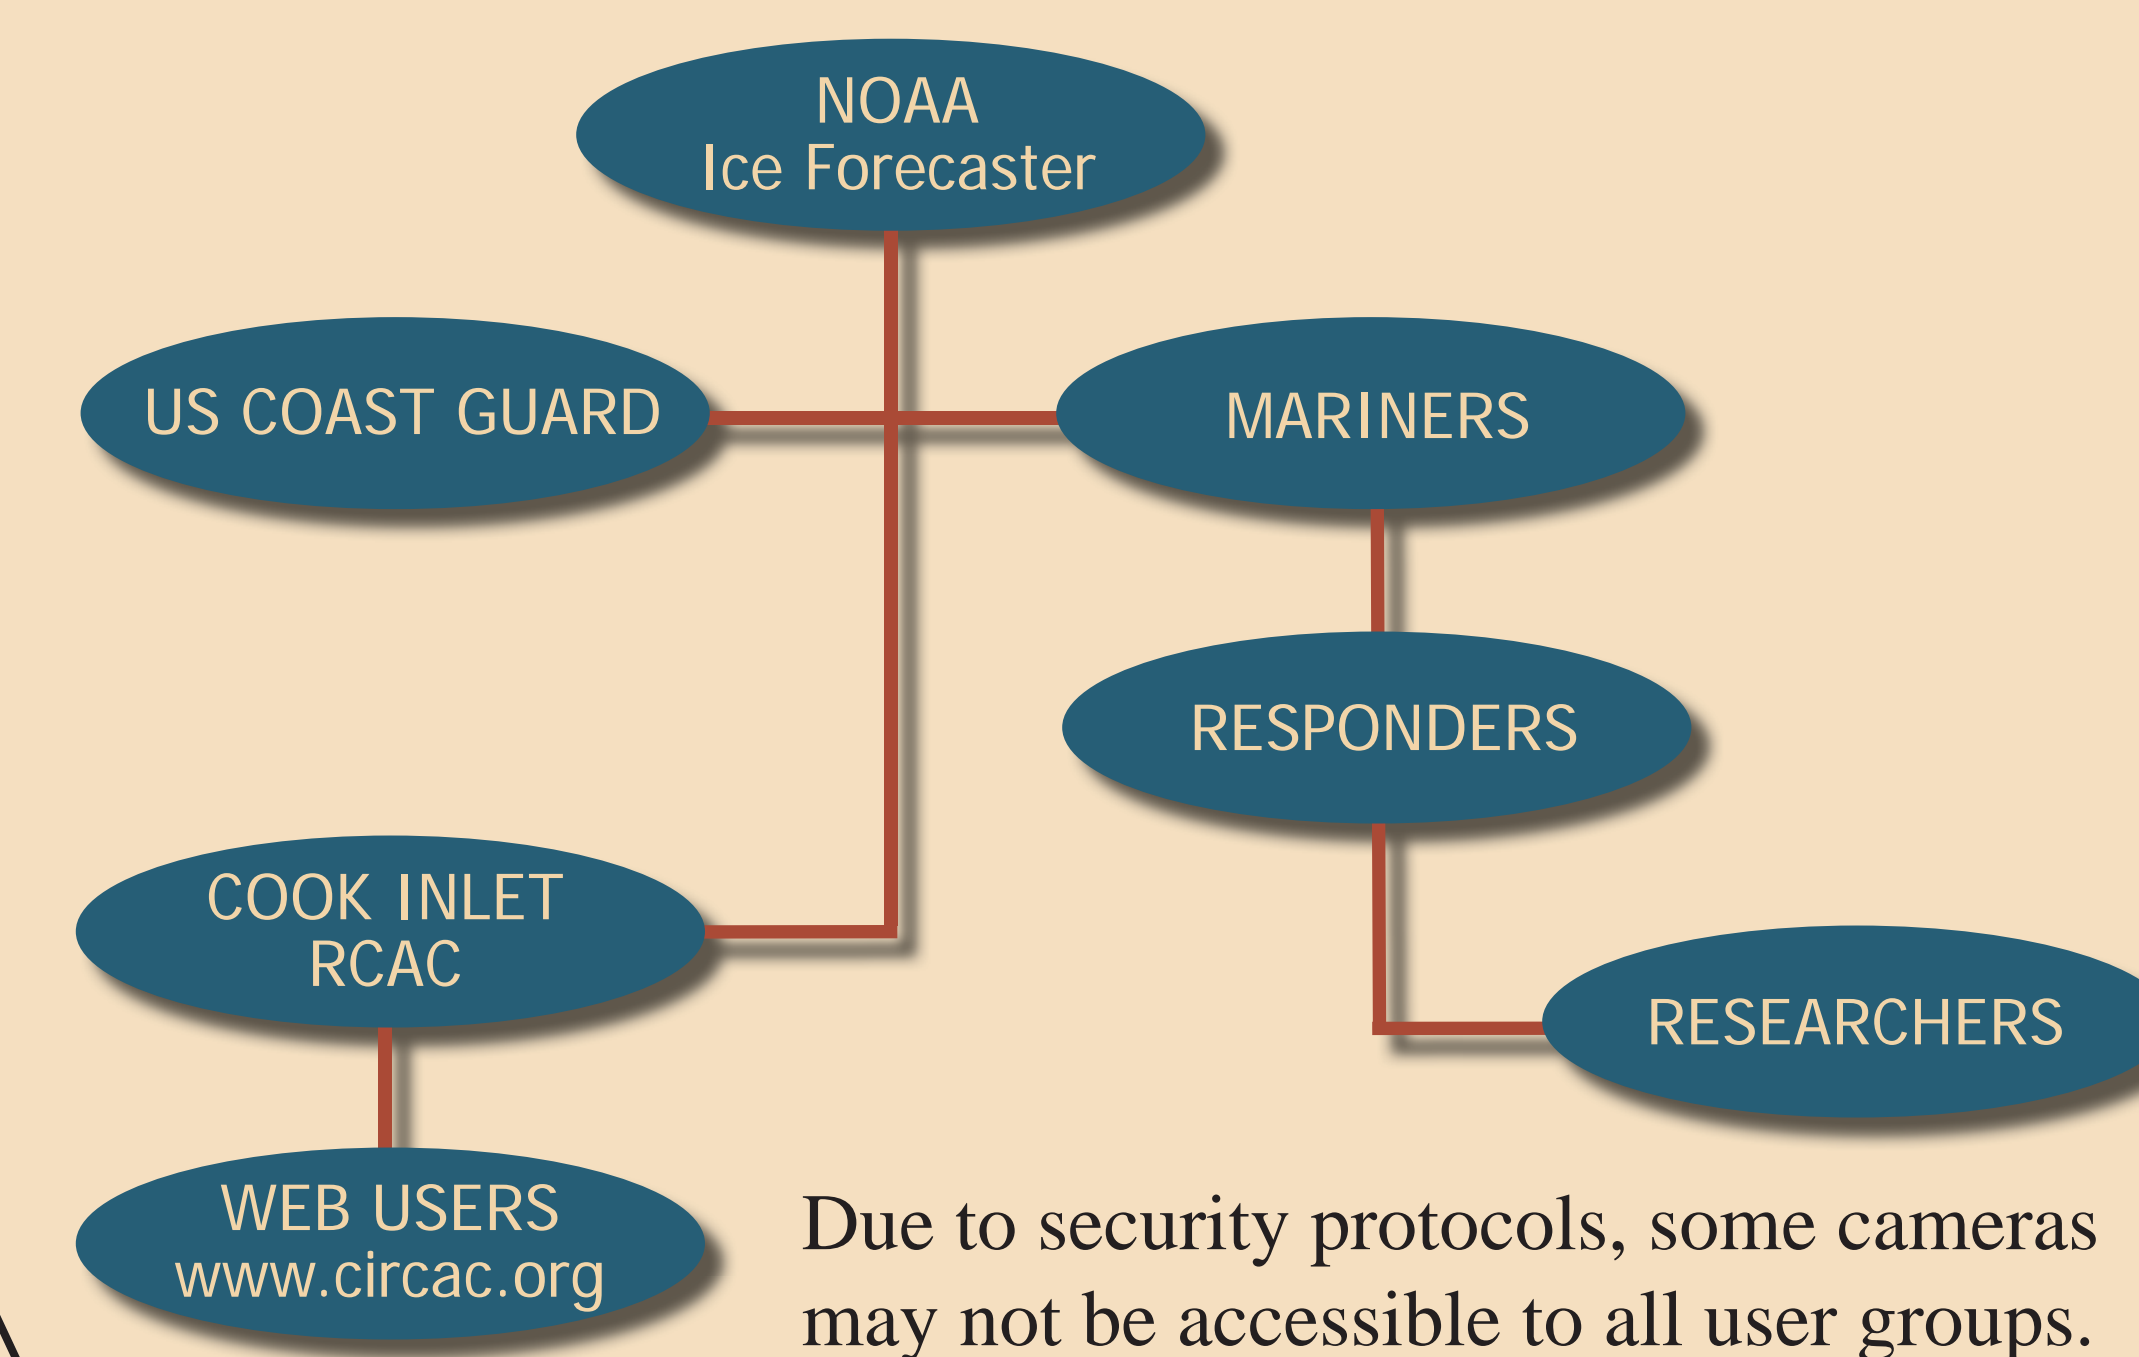 NOAA
Ice Forecaster
US COAST GUARD
MARINERS
RESPONDERS
COOK INLET
RCAC
RESEARCHERS
WEB USERS
www.circac.org
Due to security protocols, some cameras
may not be accessible to all user groups.